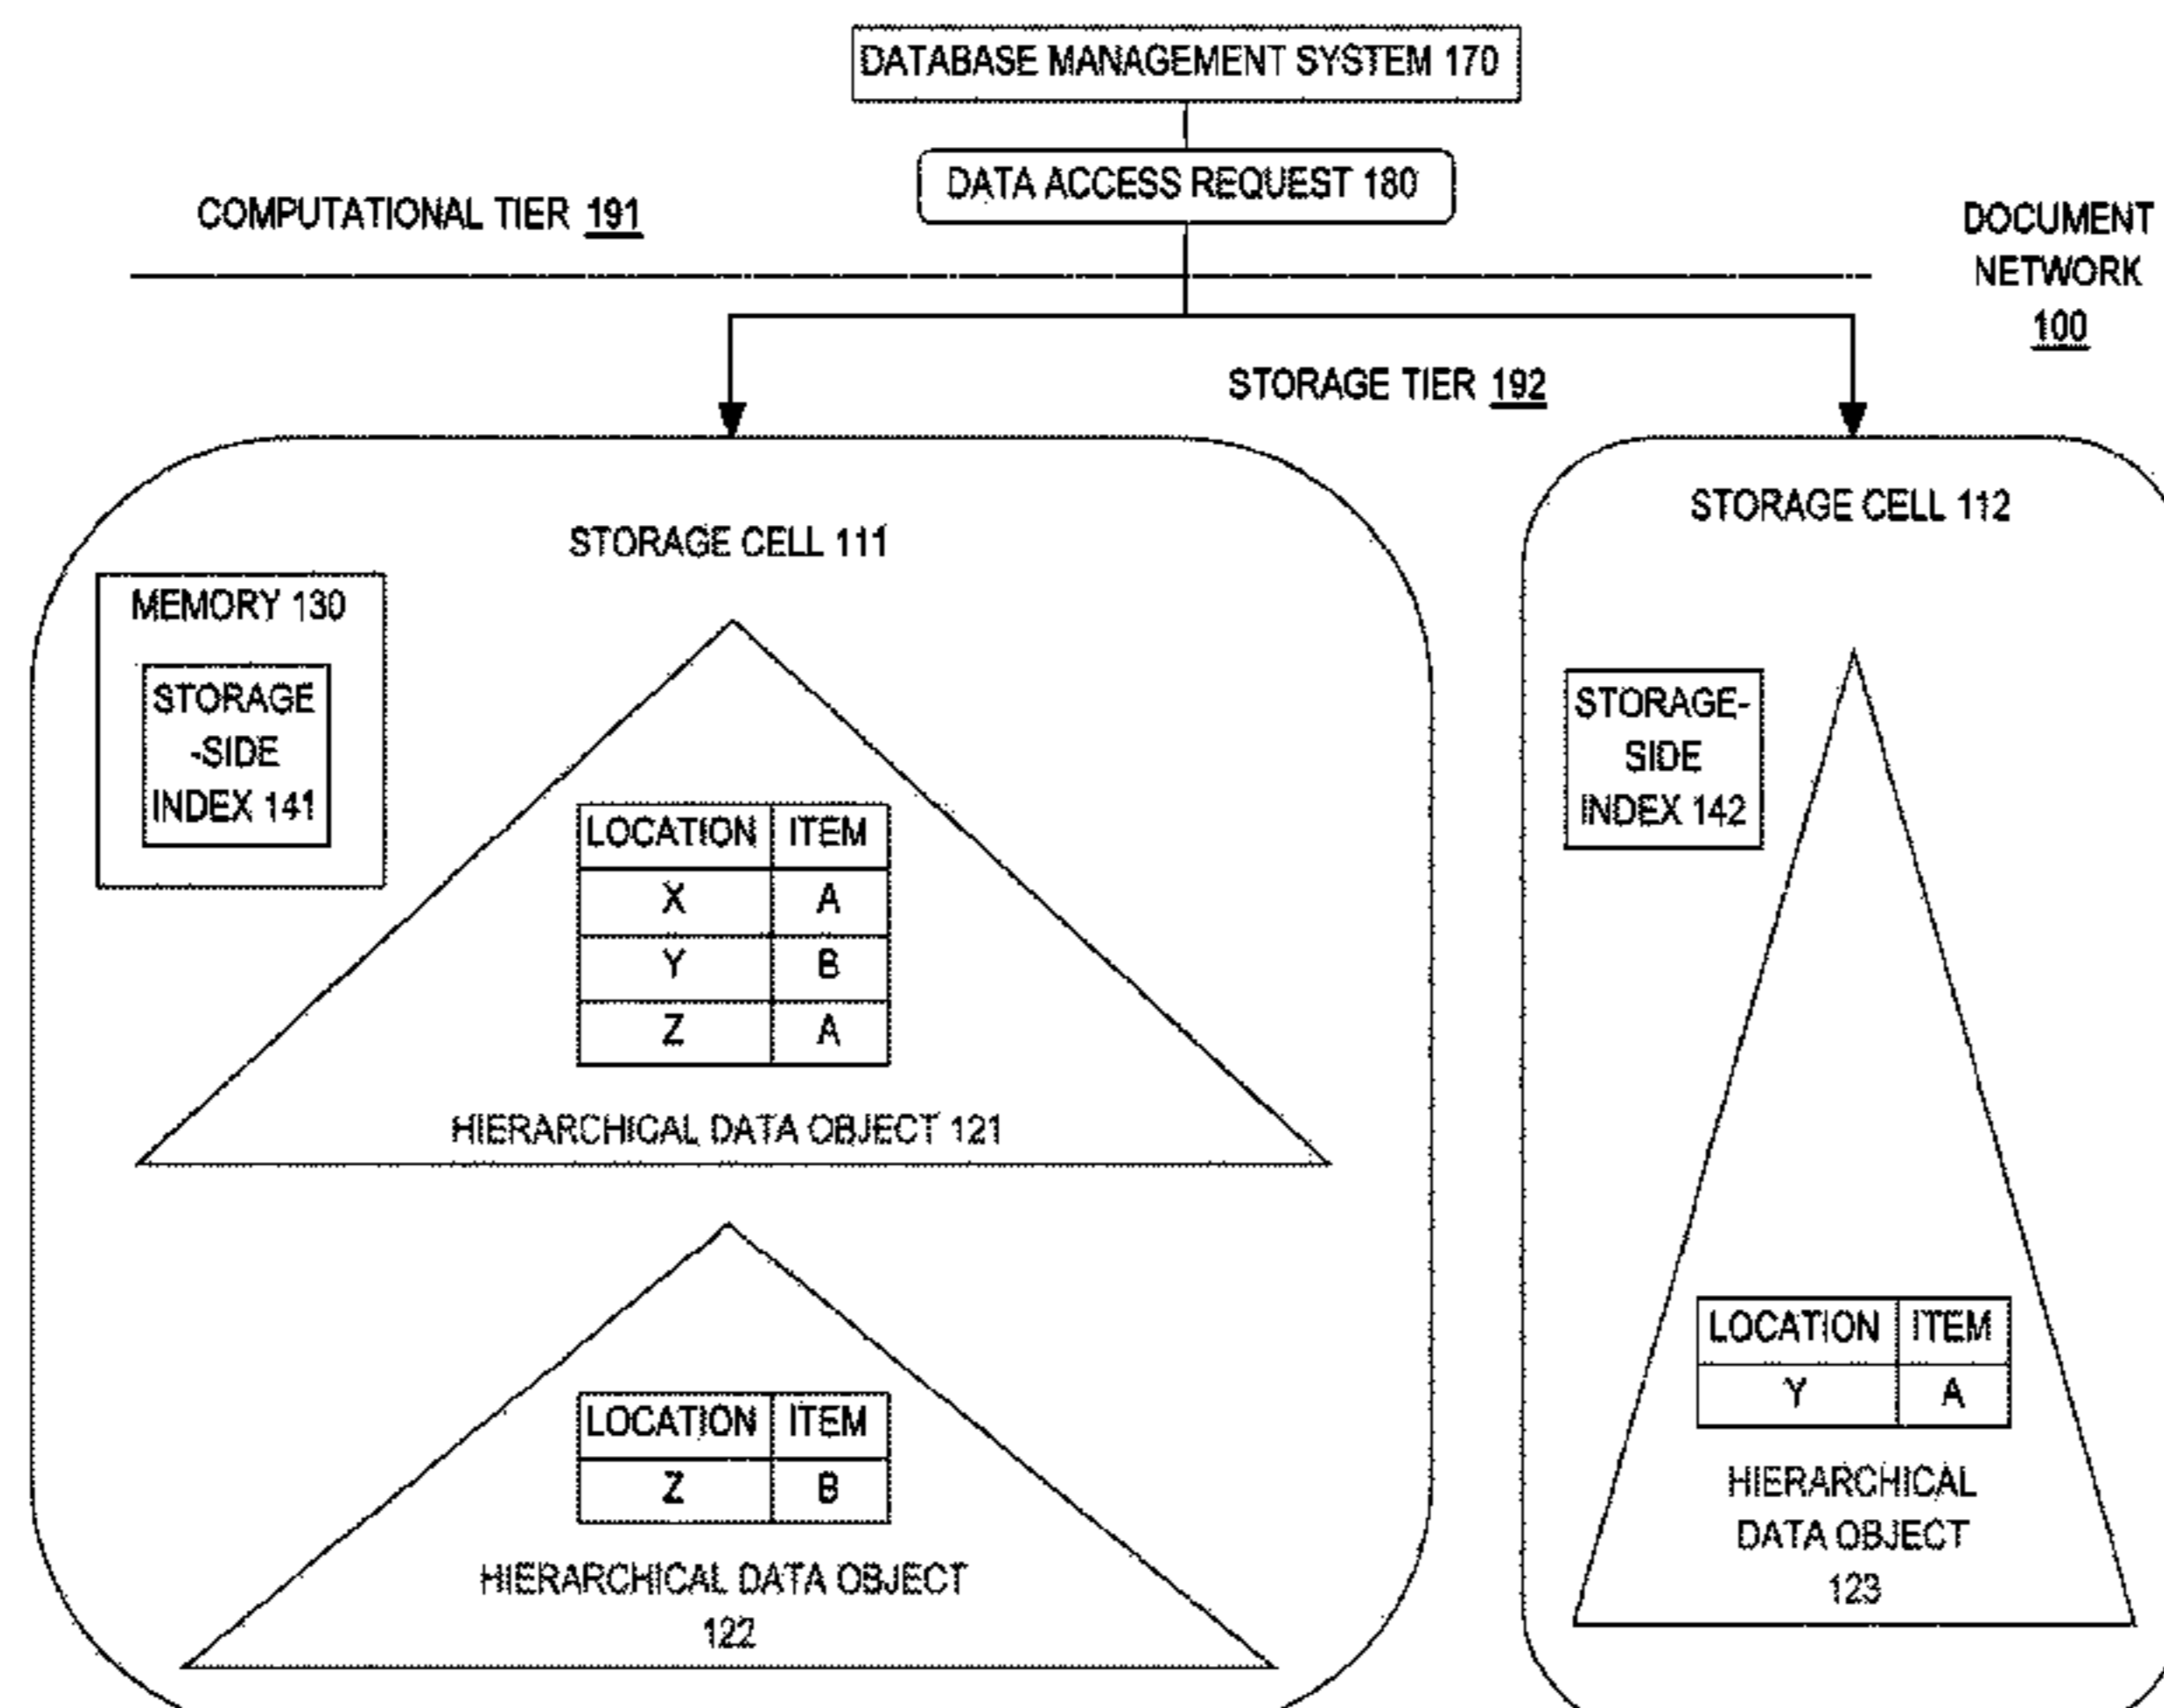 DATABASE MANAGEMENT SYSTEM 170
DATA ACCESS REQUEST 180
COMPUTATIONAL TIER 191
DOCUMENT
NETWORK
100
STORAGE TIER 192
STORAGE CELL 111
MEMORY 130
STORAGE
-SIDE
INDEX 141
LOCATION ITEM
X A
Y B
Z A
HIERARCHICAL DATA OBJECT 121
LOCATION ITEM
Z B
HIERARCHICAL DATA OBJECT
122
STORAGE CELL 112
STORAGE-
SIDE
INDEX 142
LOCATION ITEM
Y A
HIERARCHICAL
DATA OBJECT
123